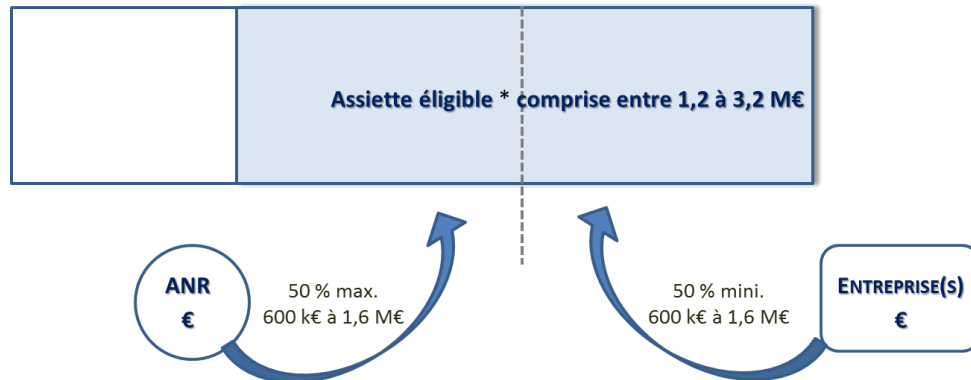 Assiette éligible * comprise entre 1,2 à 3,2 M€
ANR
€
50 % max.
600 k€ à 1,6 M€
50 % mini.
600 k€ à 1,6 M€
ENTREPRISE(S)
€